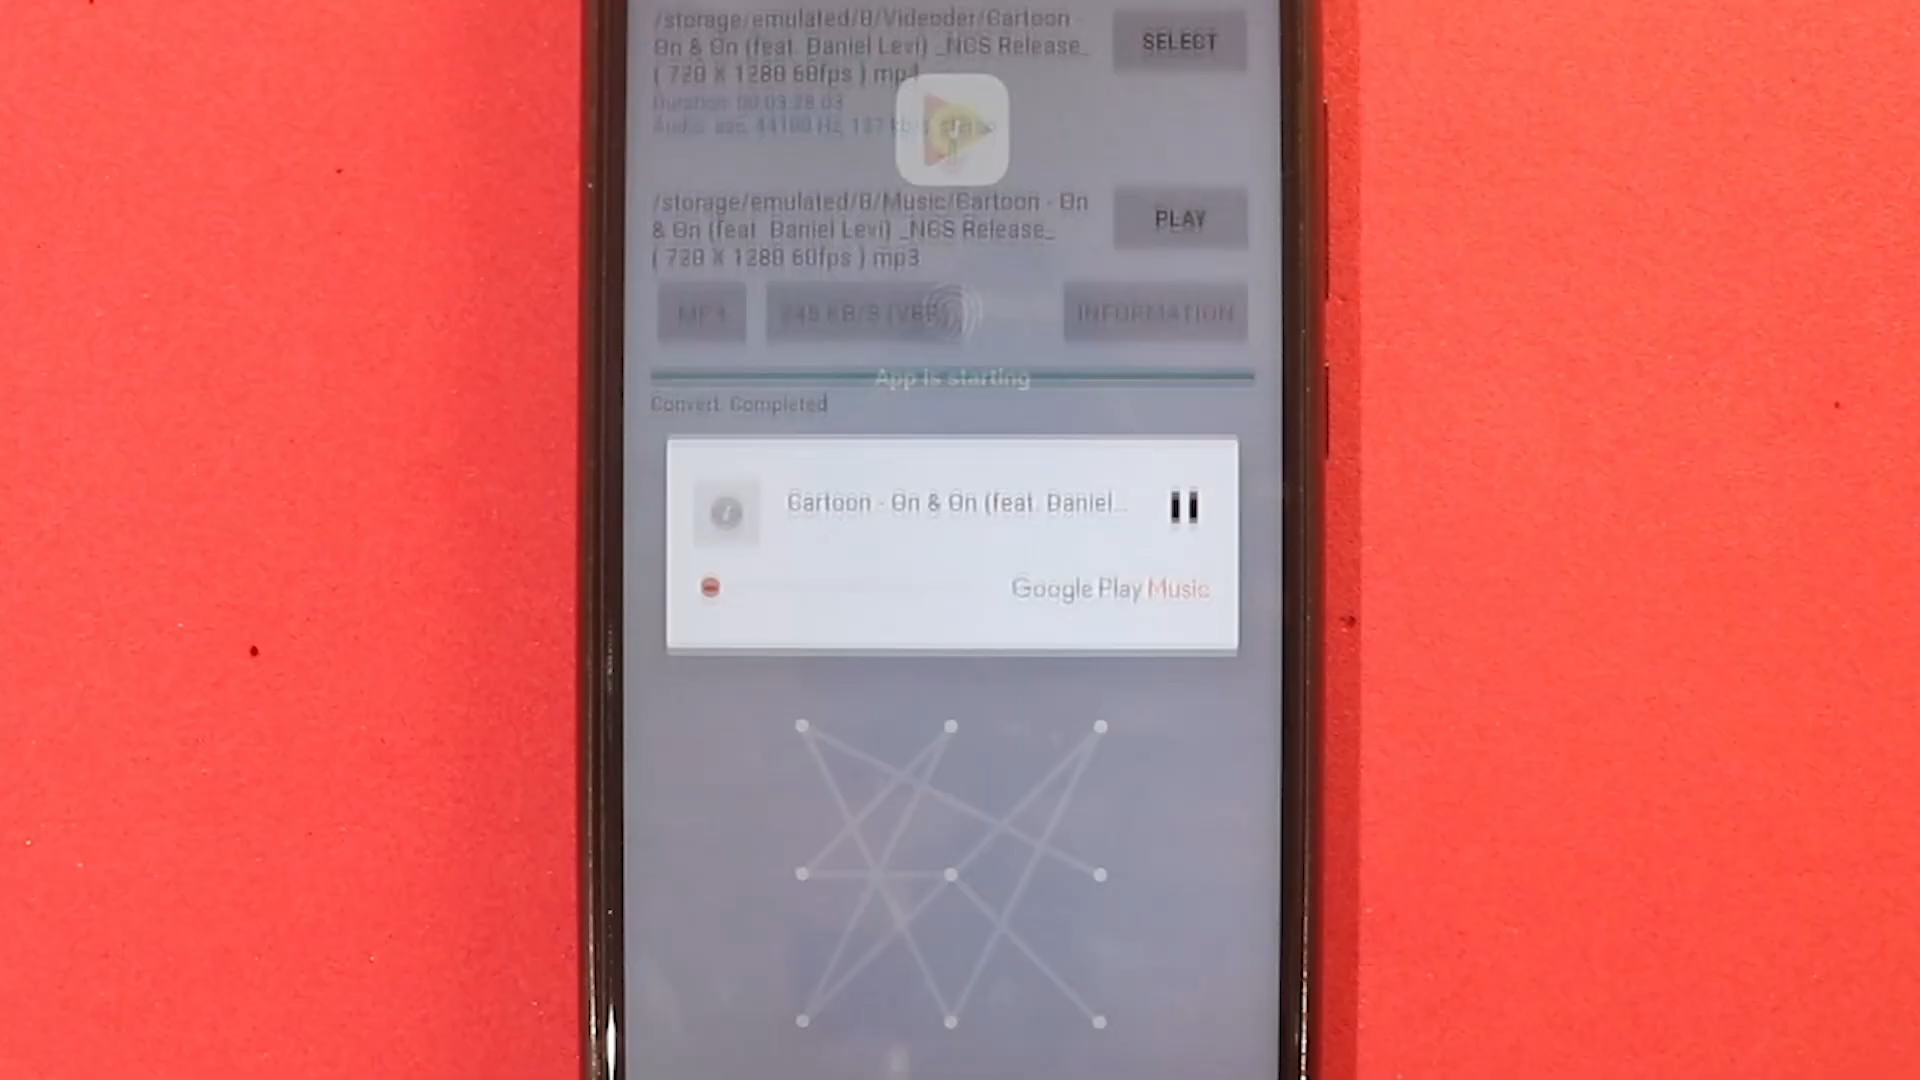 /storage/emulated/0/Videoder/Cartoon -
On & On (feat. Daniel Levi) _NCS Release_
( 720 X 1280 60fps ).mp4
SELECT
Duration: 00:03:28.03
Audio: aac, 44100 Hz, 137 kb/s, stereo
/storage/emulated/0/Music/Cartoon - On
& On (feat. Daniel Levi) _NCS Release_
( 720 X 1280 60fps ).mp3
PLAY
MP3
245 KB/S (VBR)
INFORMATION
App is starting
Convert: Completed
Cartoon - On & On (feat. Daniel...
Google Play Music